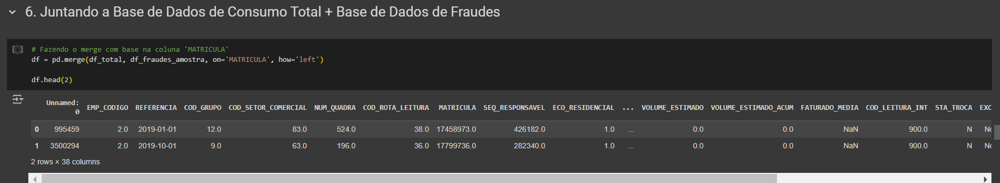 6. Juntando a Base de Dados de Consumo Total + Base de Dados de Fraudes
[ ]
# Fazendo o merge com base na coluna 'MATRICULA'
df = pd.merge(df_total, df_fraudes_amostra, on='MATRICULA', how='left')
df.head(2)
Unnamed: 0 EMP_CODIGO REFERENCIA COD_GRUPO COD_SETOR_COMERCIAL NUM_QUADRA COD_ROTA_LEITURA MATRICULA SEQ_RESPONSAVEL ECO_RESIDENCIAL ... VOLUME_ESTIMADO VOLUME_ESTIMADO_ACUM FATURADO_MEDIA COD_LEITURA_INT STA_TROCA EXC
0 995459 2.0 2019-01-01 12.0 83.0 524.0 38.0 17458973.0 426182.0 1.0 ... 0.0 0.0 NaN 900.0 N
1 3500294 2.0 2019-10-01 9.0 63.0 196.0 36.0 17799736.0 282340.0 1.0 ... 0.0 0.0 NaN 900.0 N
2 rows × 38 columns